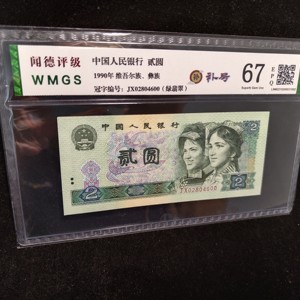 闻德评级
WMGS
中国人民银行 贰圆
1990年 维吾尔族、彝族
冠字编号：JX02804600（绿翡翠）
67
EPQ
中国人民银行
贰圆
2
2
JX02804600